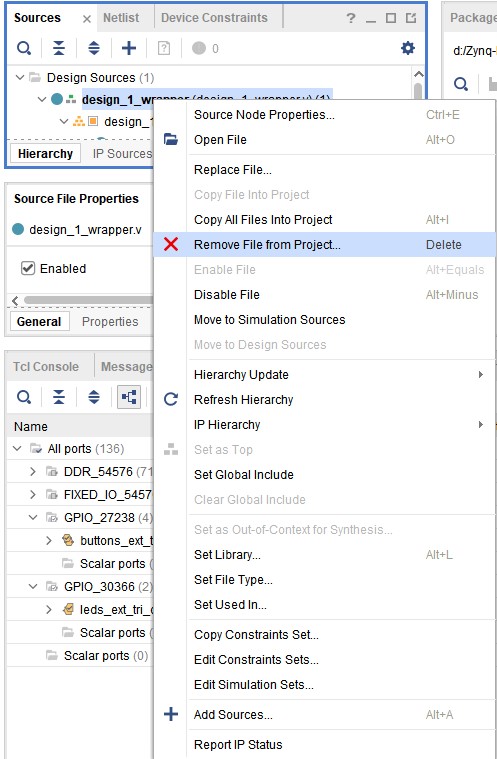 Sources
Netlist
Device Constraints
Package
0
d:/Zynq-
Design Sources (1)
design_1_wrapper (design_1_wrapper.v) (1)
design_1
Hierarchy
IP Sources
Source File Properties
design_1_wrapper.v
Enabled
General
Properties
Tcl Console
Message
Name
All ports (136)
DDR_54576 (71
FIXED_IO_5457
GPIO_27238 (4)
buttons_ext_t
Scalar ports (
GPIO_30366 (2)
leds_ext_tri_o
Scalar ports (
Scalar ports (0)
Source Node Properties... Ctrl+E
Open File Alt+O
Replace File...
Copy File Into Project
Copy All Files Into Project Alt+I
Remove File from Project... Delete
Enable File Alt+Equals
Disable File Alt+Minus
Move to Simulation Sources
Move to Design Sources
Hierarchy Update
Refresh Hierarchy
IP Hierarchy
Set as Top
Set Global Include
Clear Global Include
Set as Out-of-Context for Synthesis...
Set Library... Alt+L
Set File Type...
Set Used In...
Copy Constraints Set...
Edit Constraints Sets...
Edit Simulation Sets...
Add Sources... Alt+A
Report IP Status